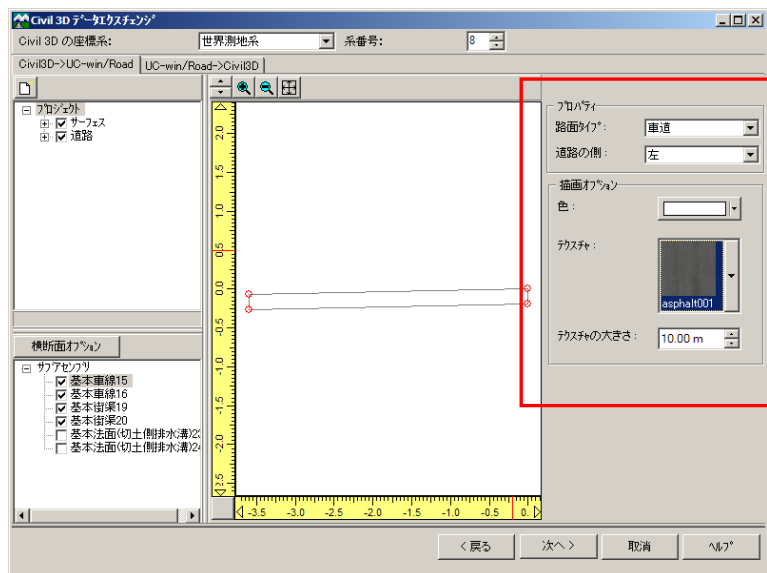 Civil 3D ﾃﾞｰﾀｴｸｽﾁｪﾝｼﾞ
Civil 3D の座標系: 世界測地系 系番号: 8
Civil3D->UC-win/Road UC-win/Road->Civil3D
ﾌﾟﾛｼﾞｪｸﾄ
サーフェス
道路
2.0
1.5
1.0
0.5
0.0
-0.5
-1.0
-1.5
-2.0
-2.5
-3.5 -3.0 -2.5 -2.0 -1.5 -1.0 -0.5 0.
ﾌﾟﾛﾊﾟﾃｨ
路面ﾀｲﾌﾟ: 車道
道路の側: 左
描画ｵﾌﾟｼｮﾝ
色:
ﾃｸｽﾁｬ:
asphalt001
ﾃｸｽﾁｬの大きさ: 10.00 m
横断面ｵﾌﾟｼｮﾝ
ｻﾌﾞｱｾﾝﾌﾞﾘ
基本車線15
基本車線16
基本街渠19
基本街渠20
基本法面(切土側排水溝)23
基本法面(切土側排水溝)24
< 戻る 次へ > 取消 ﾍﾙﾌﾟ